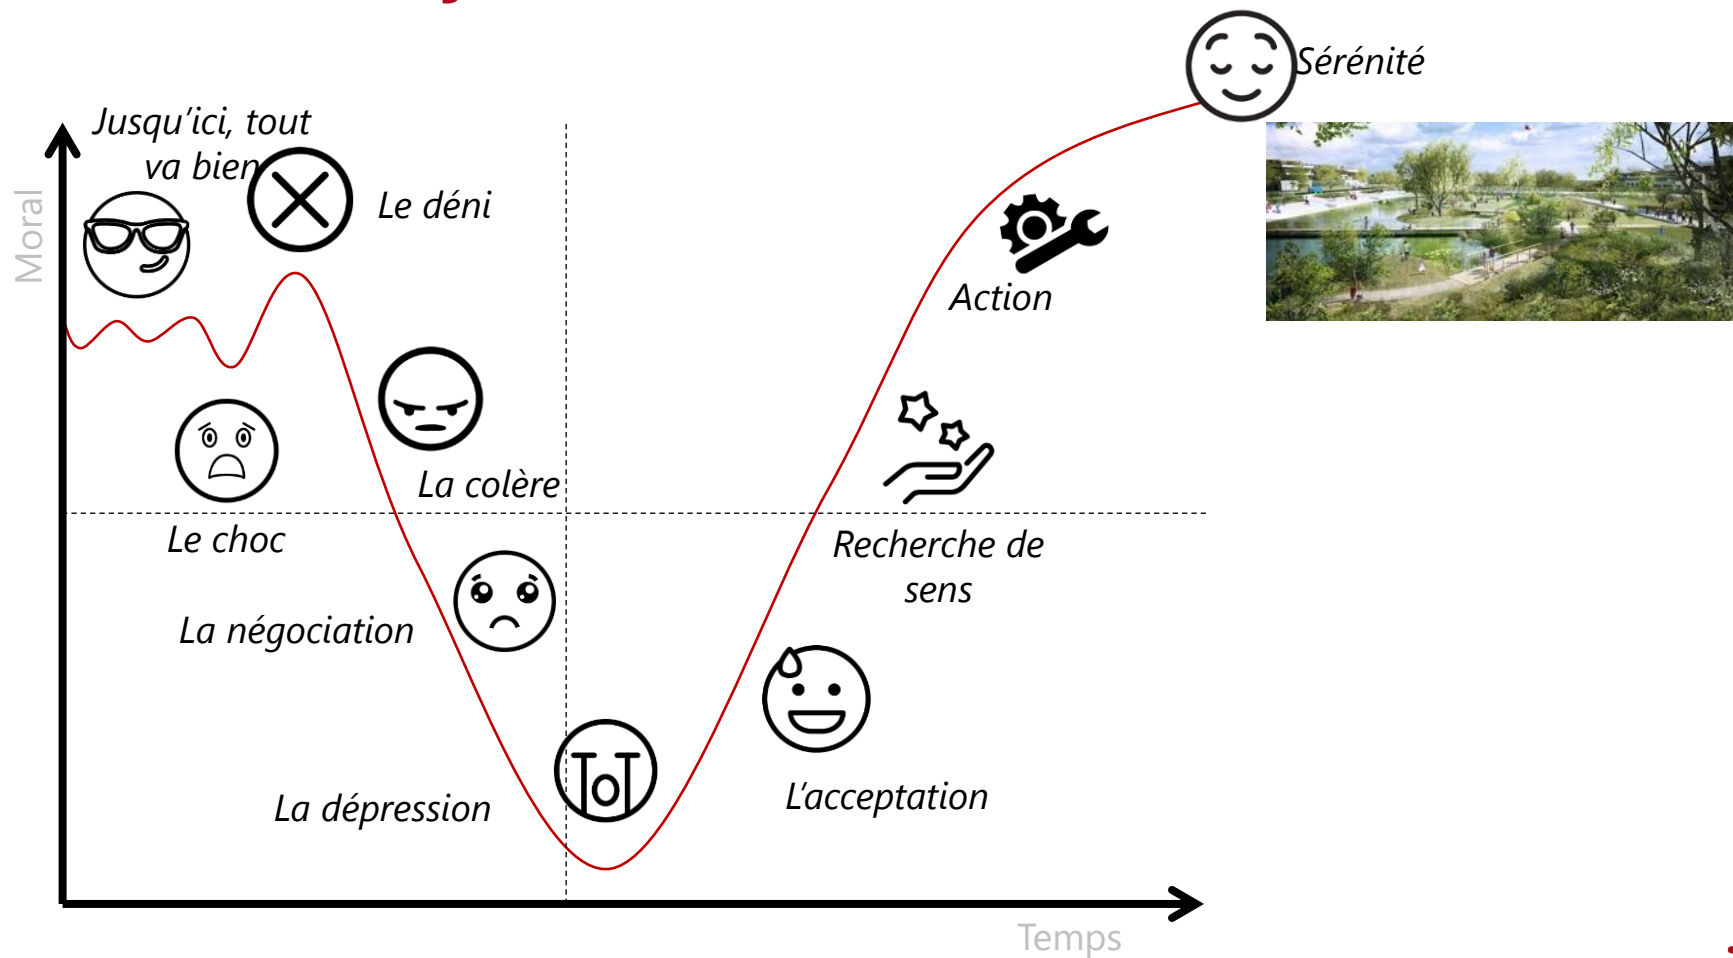 Sérénité
Jusqu'ici, tout
va bien
Le déni
Moral
Action
La colère
Le choc
Recherche de
sens
La négociation
L'acceptation
La dépression
Temps